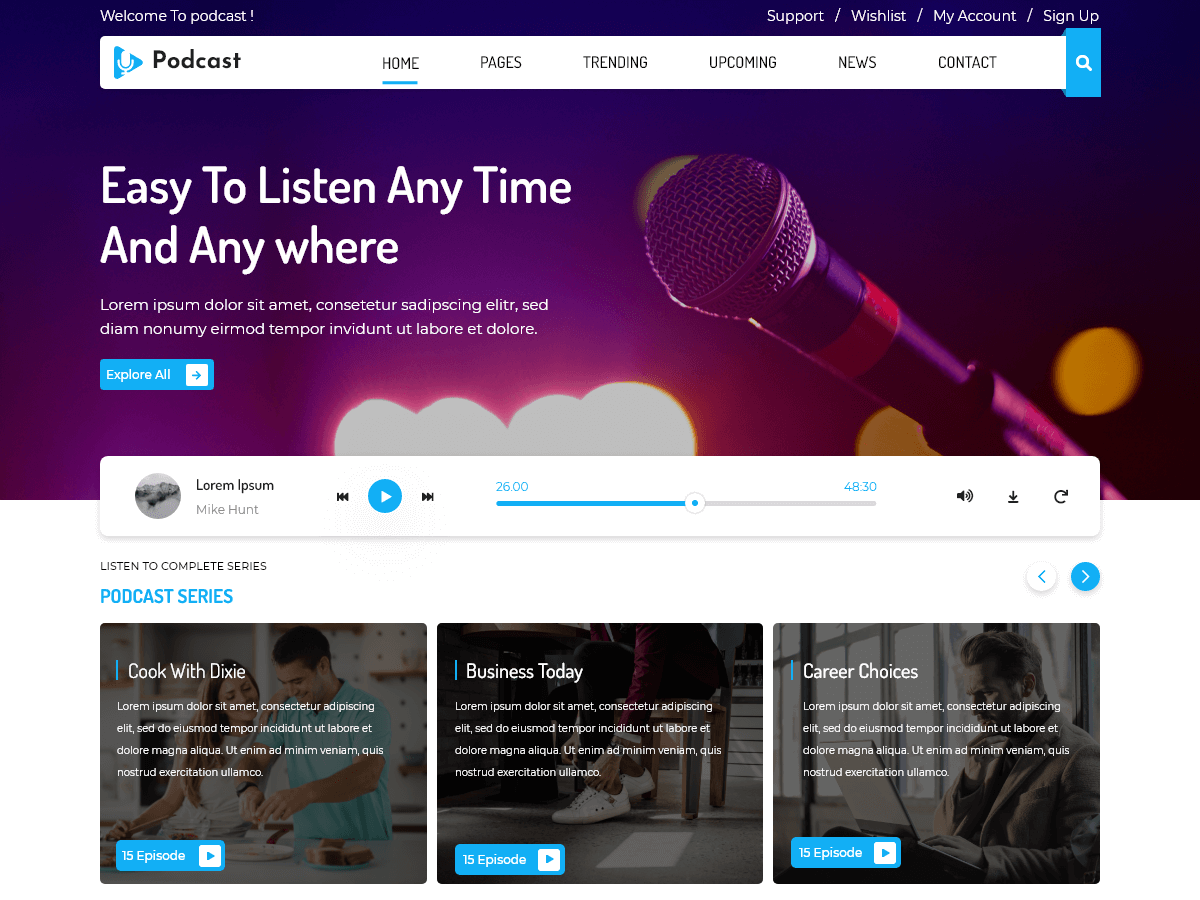 Welcome To podcast !
Support / Wishlist / My Account / Sign Up
Podcast
HOME PAGES TRENDING UPCOMING NEWS CONTACT
Easy To Listen Any Time
And Any where
Lorem ipsum dolor sit amet, consetetur sadipscing elitr, sed
diam nonumy eirmod tempor invidunt ut labore et dolore.
Explore All
Lorem Ipsum
Mike Hunt
26.00 48:30
LISTEN TO COMPLETE SERIES
PODCAST SERIES
Cook With Dixie
Lorem ipsum dolor sit amet, consectetur adipiscing
elit, sed do eiusmod tempor incididunt ut labore et
dolore magna aliqua. Ut enim ad minim veniam, quis
nostrud exercitation ullamco.
15 Episode
Business Today
Lorem ipsum dolor sit amet, consectetur adipiscing
elit, sed do eiusmod tempor incididunt ut labore et
dolore magna aliqua. Ut enim ad minim veniam, quis
nostrud exercitation ullamco.
15 Episode
Career Choices
Lorem ipsum dolor sit amet, consectetur adipiscing
elit, sed do eiusmod tempor incididunt ut labore et
dolore magna aliqua. Ut enim ad minim veniam, quis
nostrud exercitation ullamco.
15 Episode